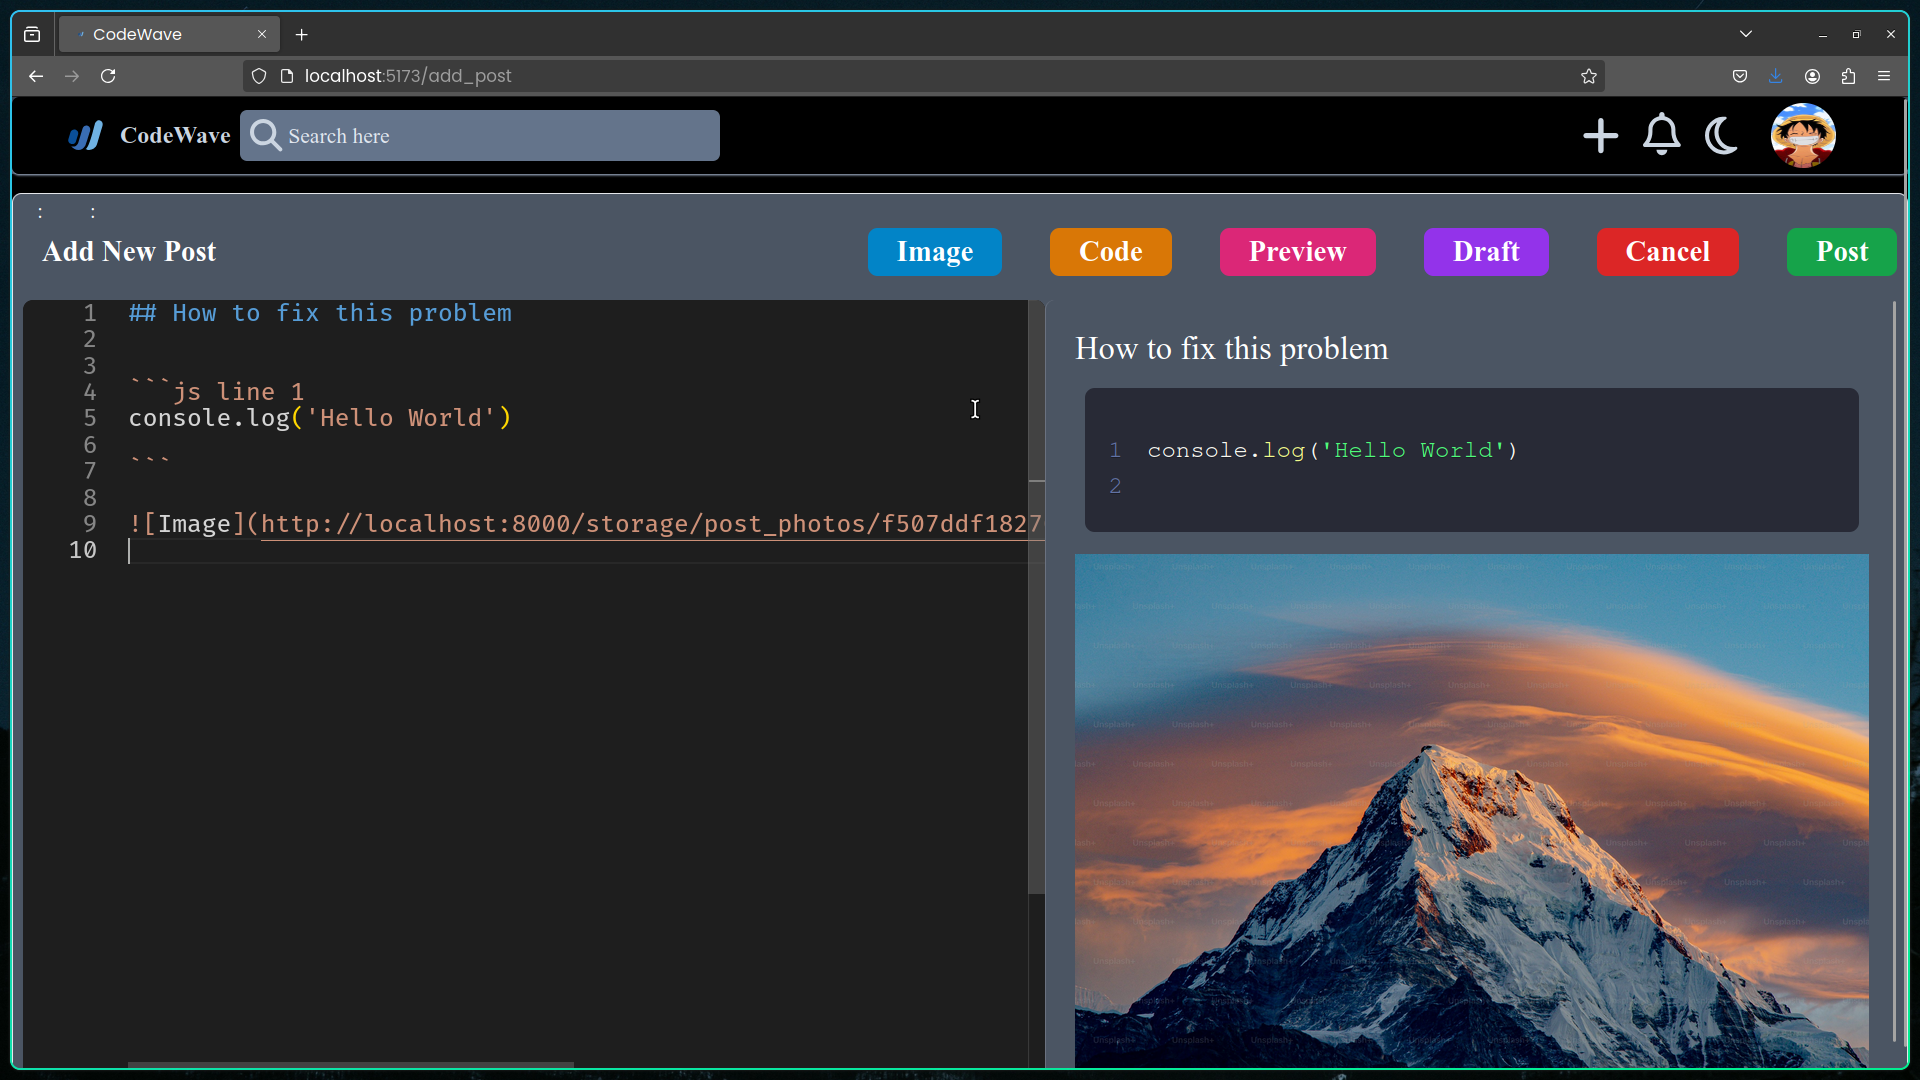 CodeWave
localhost:5173/add_post
CodeWave
Search here
: :
Add New Post
Image
Code
Preview
Draft
Cancel
Post
1 ## How to fix this problem
2
3
4 ```js line 1
5 console.log('Hello World')
6
7 ```
8
9 ![Image](http://localhost:8000/storage/post_photos/f507ddf1827
10
How to fix this problem
1 console.log('Hello World')
2
Unsplash+